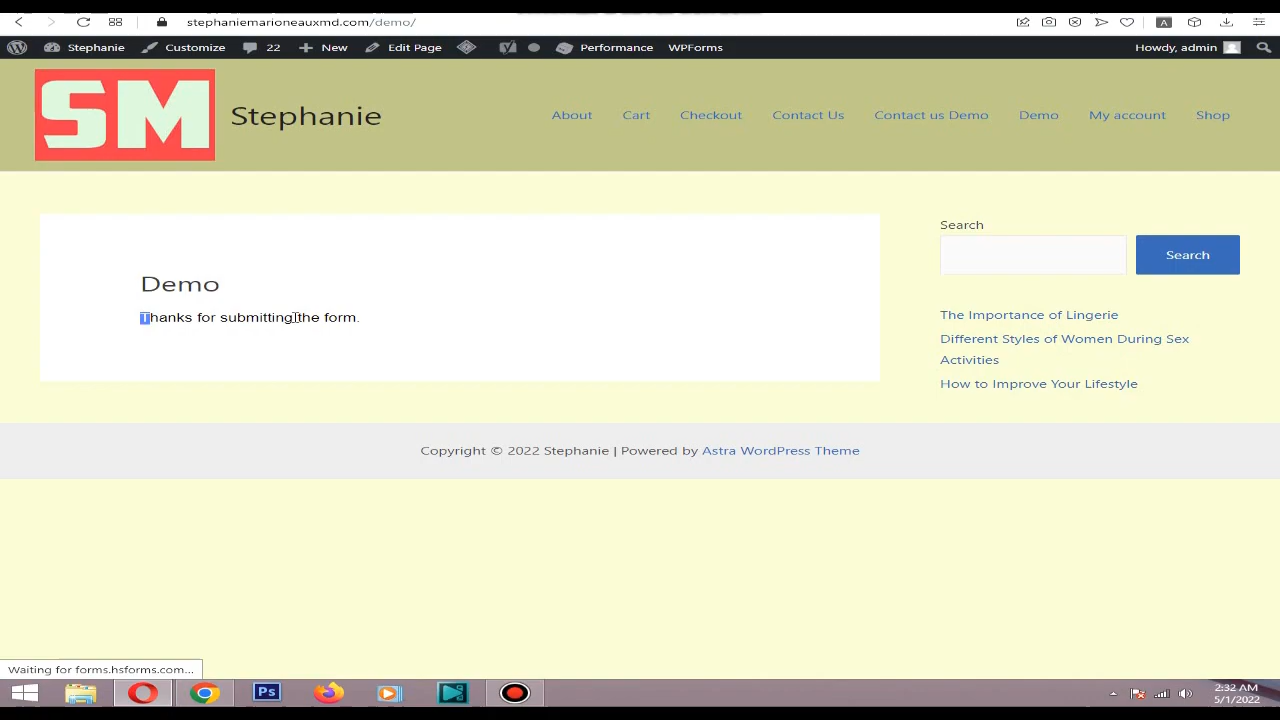 stephaniemarioneauxmd.com/demo/
A
Stephanie Customize 22 New Edit Page Performance WPForms Howdy, admin
SM Stephanie About Cart Checkout Contact Us Contact us Demo Demo My account Shop
Search
Search
Demo
Thanks for submitting the form.
The Importance of Lingerie
Different Styles of Women During Sex
Activities
How to Improve Your Lifestyle
Copyright © 2022 Stephanie | Powered by Astra WordPress Theme
Waiting for forms.hsforms.com...
Ps
2:32 AM
5/1/2022